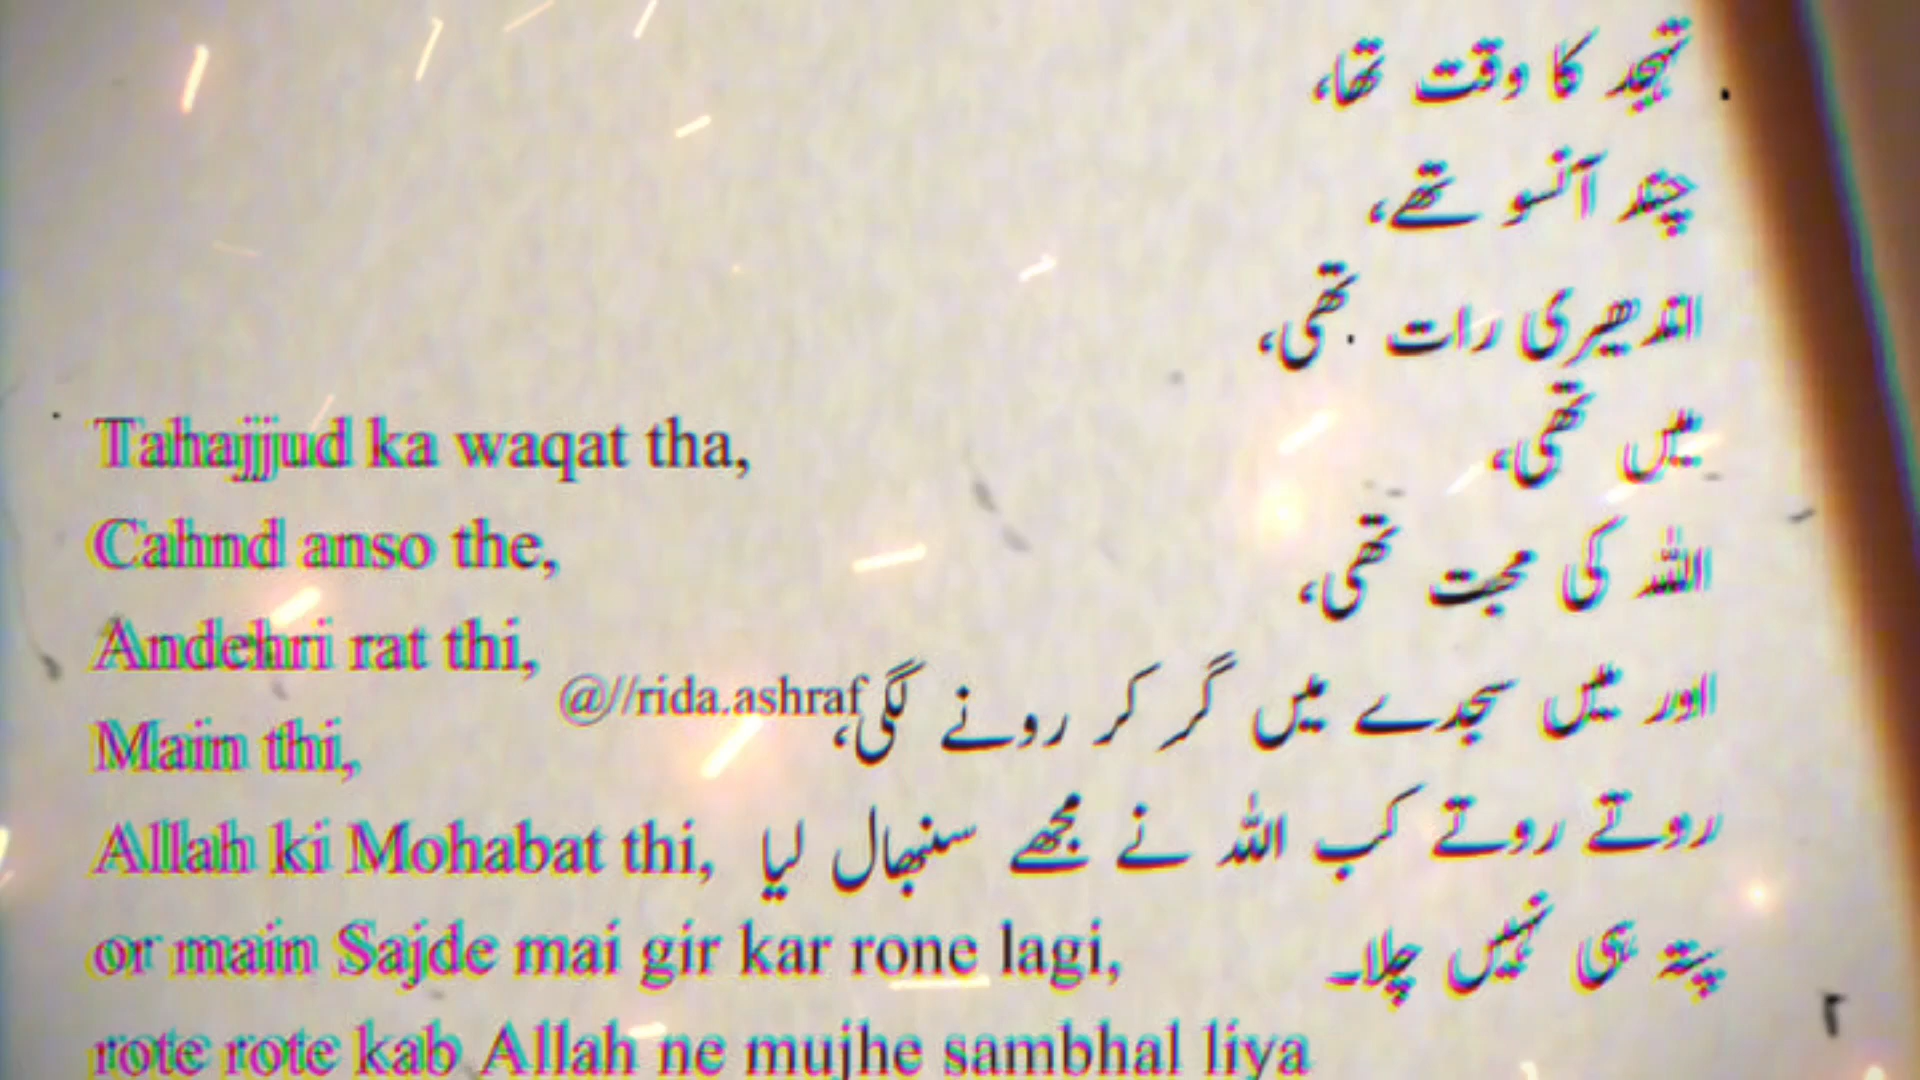 تہجد کا وقت تھا،
چند آنسو تھے،
اندھیری رات تھی،
میں تھی،
اللہ کی محبت تھی،
اور میں سجدے میں گر کر رونے لگی،
روتے روتے کب اللہ نے مجھے سنبھال لیا
پتہ ہی نہیں چلا۔
Tahajjjud ka waqat tha,
Cahnd anso the,
Andehri rat thi,
@//rida.ashraf
Main thi,
Allah ki Mohabat thi,
or main Sajde mai gir kar rone lagi,
rote rote kab Allah ne mujhe sambhal liya